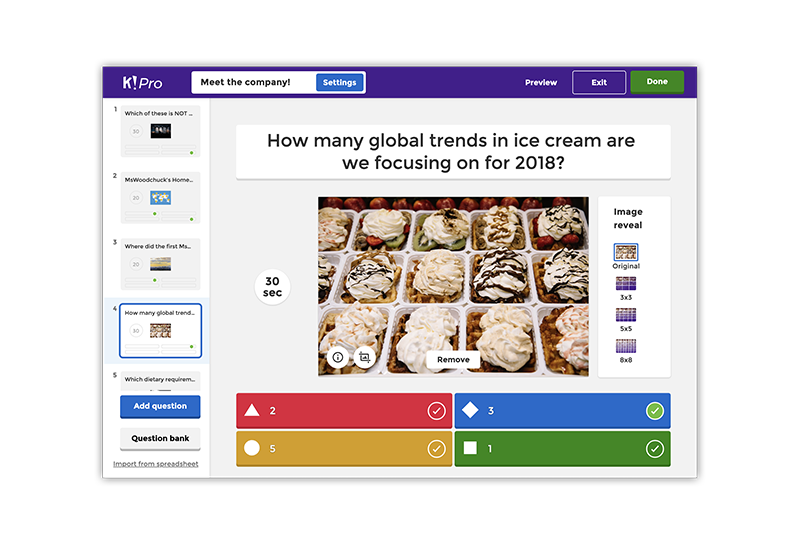 K! Pro
Meet the company!
Settings
Preview
Exit
Done
1
Which of these is NOT ...
30
2
MsWoodchuck's Home...
20
3
Where did the first Ms...
20
4
How many global trend...
30
5
Which dietary requirem...
Add question
Question bank
Import from spreadsheet
How many global trends in ice cream are
we focusing on for 2018?
30
sec
Remove
Image
reveal
Original
3x3
5x5
8x8
2
3
5
1